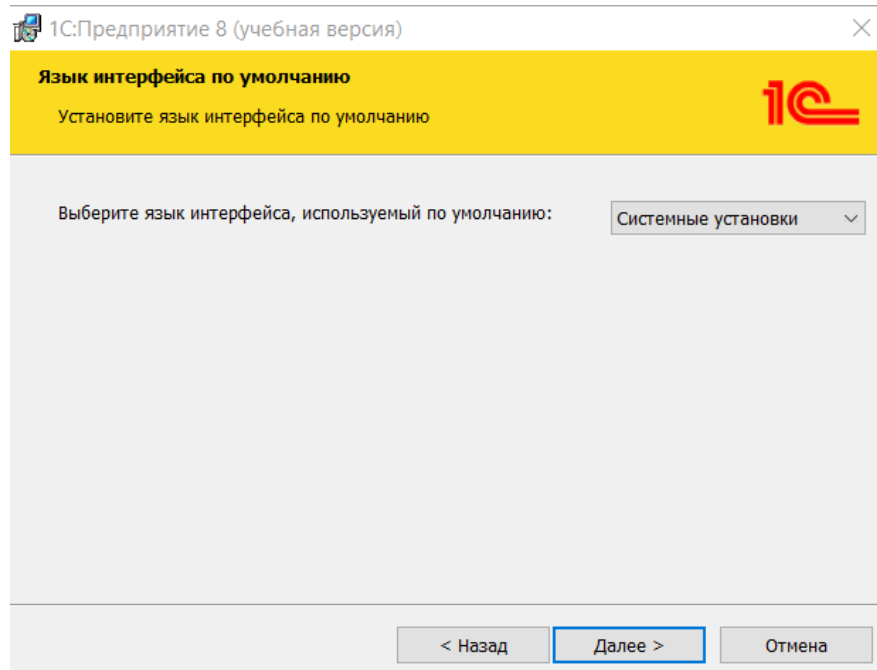 1С:Предприятие 8 (учебная версия)
Язык интерфейса по умолчанию
Установите язык интерфейса по умолчанию
1С
Выберите язык интерфейса, используемый по умолчанию:
Системные установки
< Назад
Далее >
Отмена